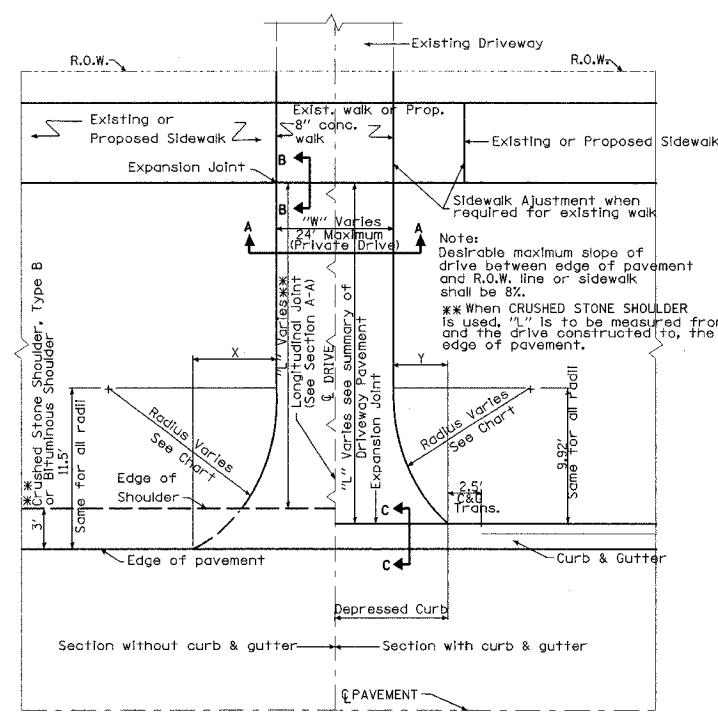 Existing Driveway
R.O.W.
R.O.W.
Existing or
Proposed Sidewalk
Exist. walk or Prop.
8" conc.
walk
Existing or Proposed Sidewalk
B
Expansion Joint
B
Sidewalk Ajustment when
required for existing walk
"W" Varies
24' Maximum
(Private Drive)
A
A
Note:
Desirable maximum slope of
drive between edge of pavement
and R.O.W. line or sidewalk
shall be 8%.
** When CRUSHED STONE SHOULDER
is used, "L" is to be measured from
and the drive constructed to, the
edge of pavement.
** Crushed Stone Shoulder, Type B
or Bituminous Shoulder
"L" Varies**
Longitudinal Joint
(See Section A-A)
℄ DRIVE
"L" Varies see summary of
Driveway Pavement
Expansion Joint
X
Y
Radius Varies
See Chart
Radius Varies
See Chart
11.5'
Same for all radii
9.92'
Same for all radii
Edge of
Shoulder
2.5'
C&G
Trans.
3'
C
C
Edge of pavement
Curb & Gutter
Depressed Curb
Section without curb & gutter
Section with curb & gutter
℄ PAVEMENT